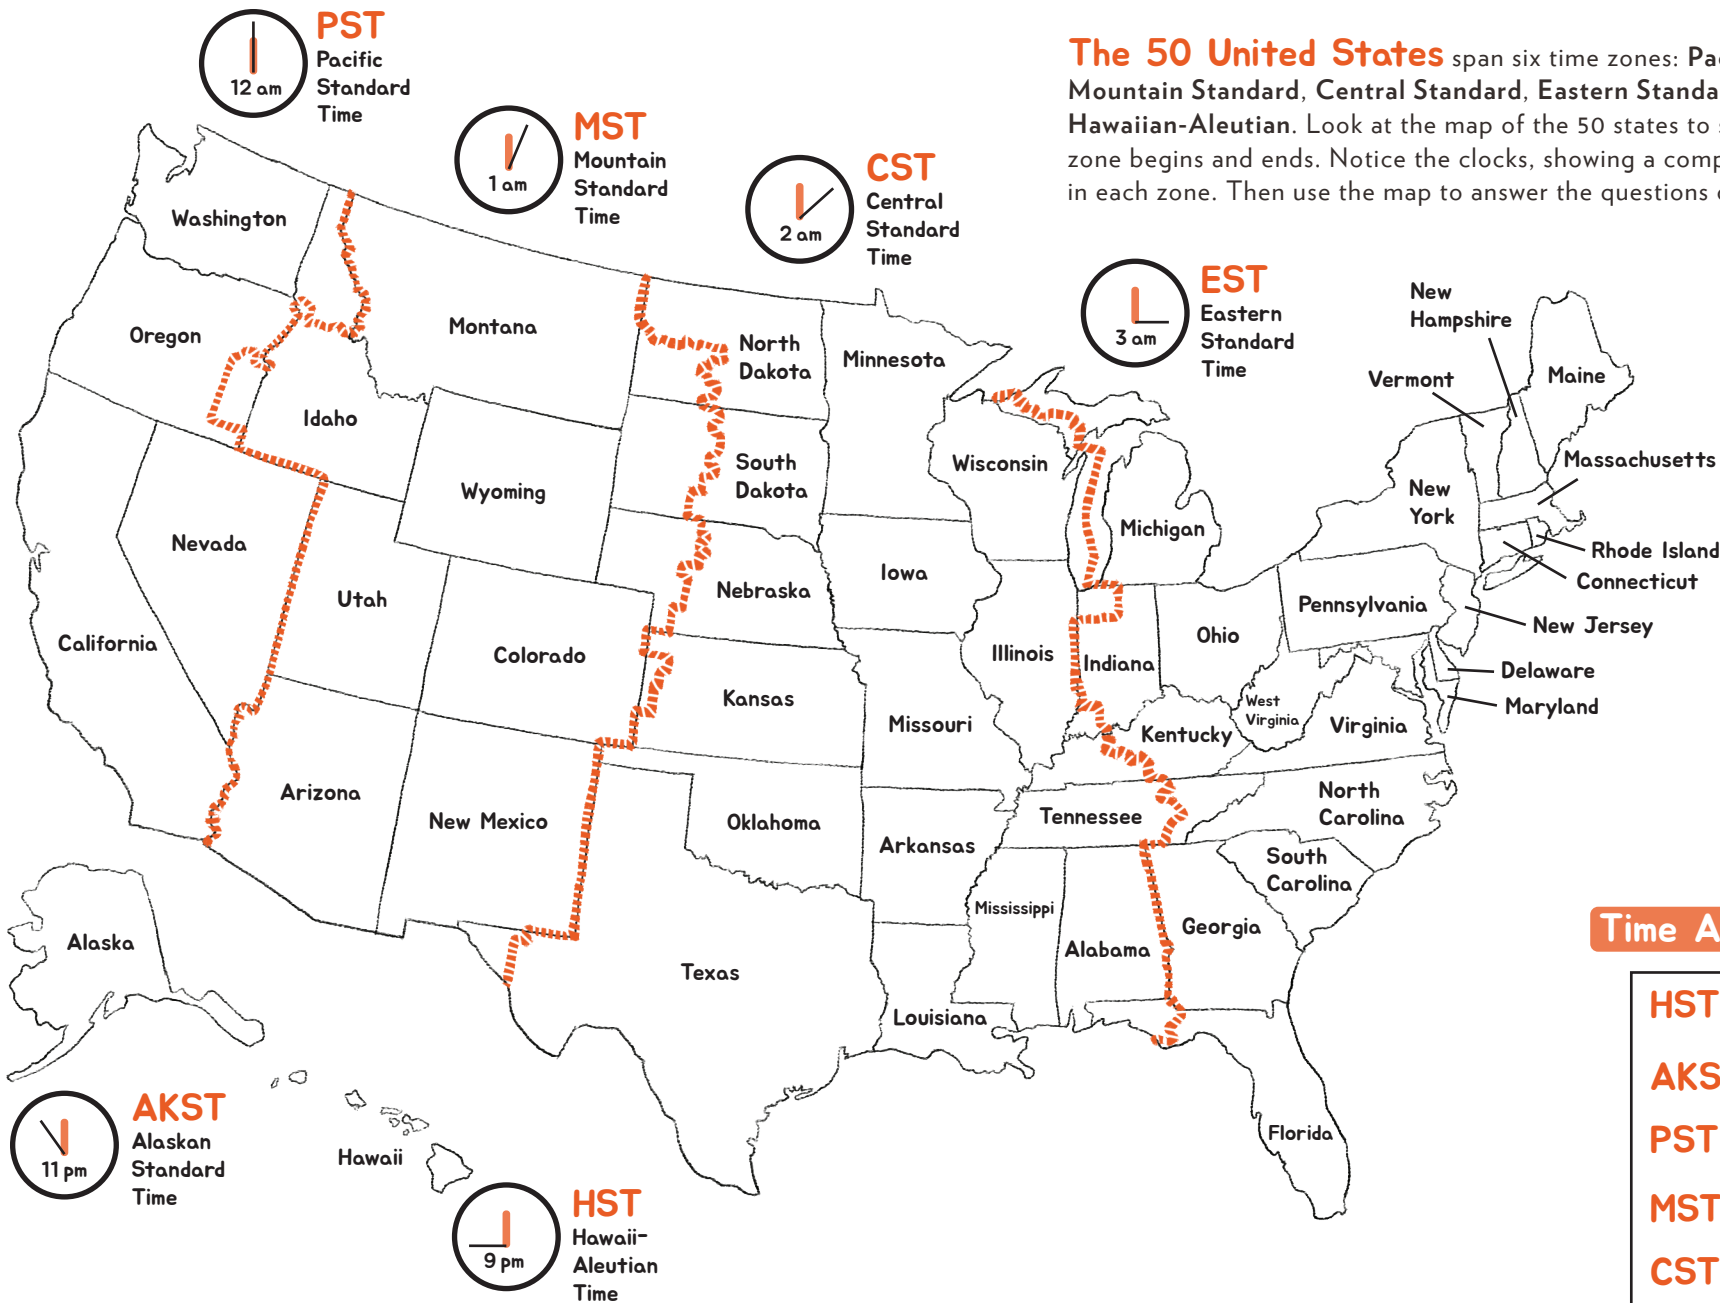 PST
Pacific
Standard
Time
12 am
The 50 United States span six time zones:
Mountain Standard, Central Standard, Eastern
Hawaiian-Aleutian. Look at the map of the 50 states to
zone begins and ends. Notice the clocks, showing a
in each zone. Then use the map to answer the questions
MST
Mountain
Standard
Time
1 am
CST
Central
Standard
Time
2 am
EST
Eastern
Standard
Time
3 am
Washington
Oregon
Montana
Idaho
North
Dakota
Minnesota
New
Hampshire
Vermont
Maine
Massachusetts
Wyoming
South
Dakota
Wisconsin
Michigan
New
York
Rhode Island
Connecticut
Nevada
Utah
Iowa
Nebraska
Pennsylvania
New Jersey
California
Colorado
Illinois
Indiana
Ohio
Delaware
Maryland
Kansas
Missouri
West
Virginia
Virginia
Kentucky
Arizona
New Mexico
Oklahoma
Tennessee
North
Carolina
Arkansas
South
Carolina
Mississippi
Alabama
Georgia
Alaska
Texas
Louisiana
Florida
Hawaii
AKST
Alaskan
Standard
Time
11 pm
HST
Hawaii-
Aleutian
Time
9 pm
Time
HST
AKS
PST
MST
CST